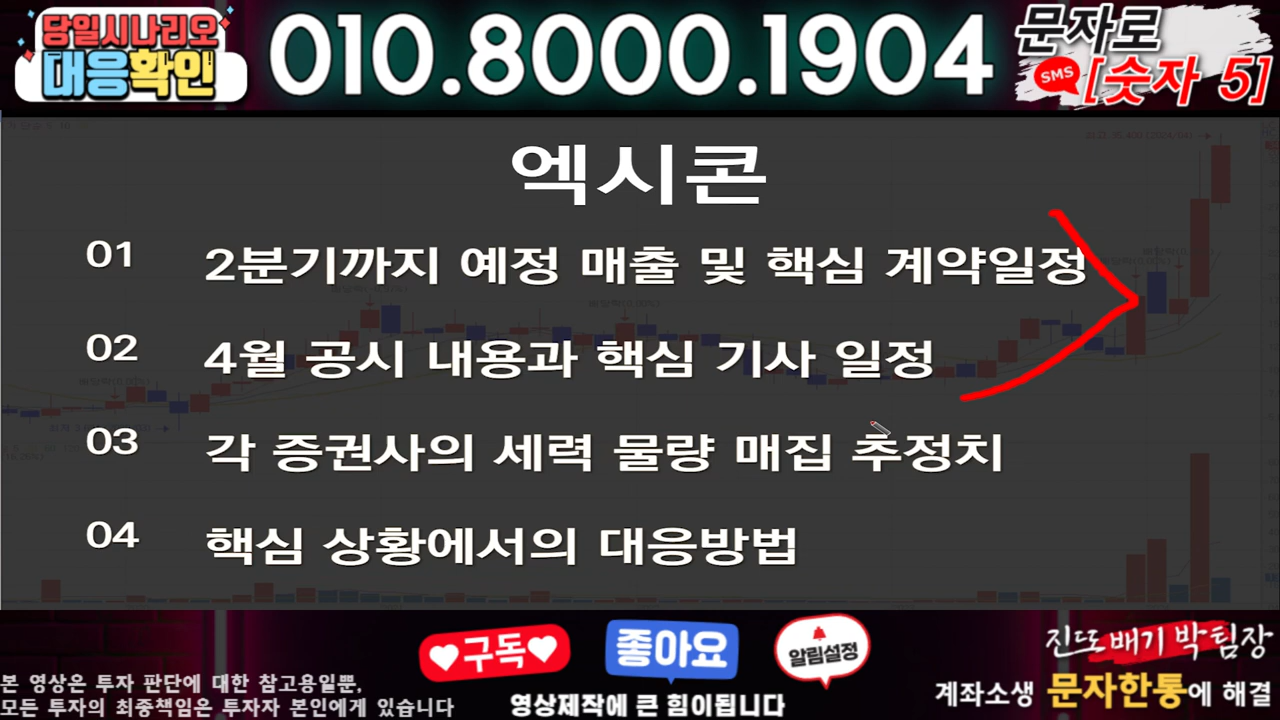 당일시나리오
대응확인
010.8000.1904
문자로
SMS [숫자 5]
엑시콘
01 2분기까지 예정 매출 및 핵심 계약일정
02 4월 공시 내용과 핵심 기사 일정
03 각 증권사의 세력 물량 매집 추정치
04 핵심 상황에서의 대응방법
구독
좋아요
알림설정
영상제작에 큰 힘이됩니다
본 영상은 투자 판단에 대한 참고용일뿐,
모든 투자의 최종책임은 투자자 본인에게 있습니다
진또배기 박팀장
계좌소생 문자한통에 해결